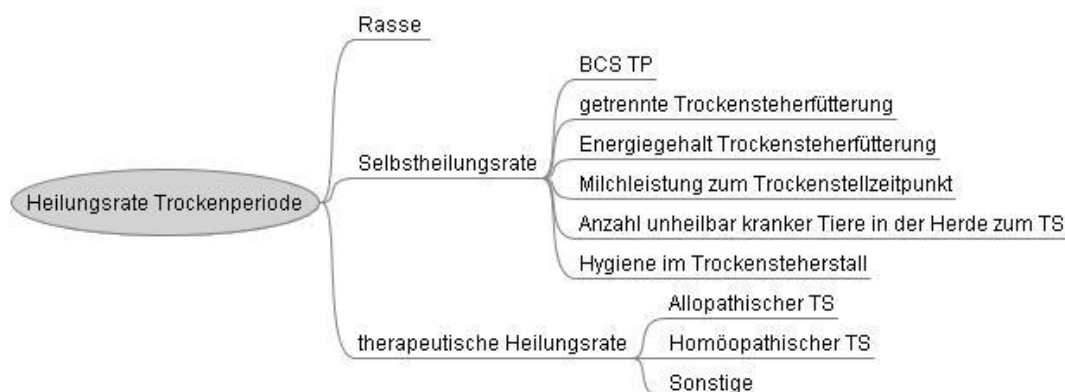 Rasse
BCS TP
getrennte Trockensteherfütterung
Energiegehalt Trockensteherfütterung
Selbstheilungsrate
Milchleistung zum Trockenstellzeitpunkt
Heilungsrate Trockenperiode
Anzahl unheilbar kranker Tiere in der Herde zum TS
Hygiene im Trockensteherstall
Allopathischer TS
therapeutische Heilungsrate
Homöopathischer TS
Sonstige